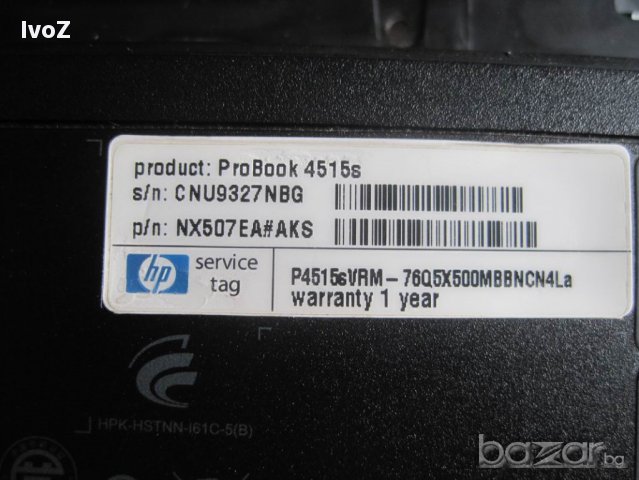 IvoZ
product: ProBook 4515s
s/n: CNU9327NBG
p/n: NX507EA#AKS
hp
service
tag
P4515sVRM-76Q5X500MBBNCN4La
warranty 1 year
HPK-HSTNN-I61C-5(B)
bazar.bg